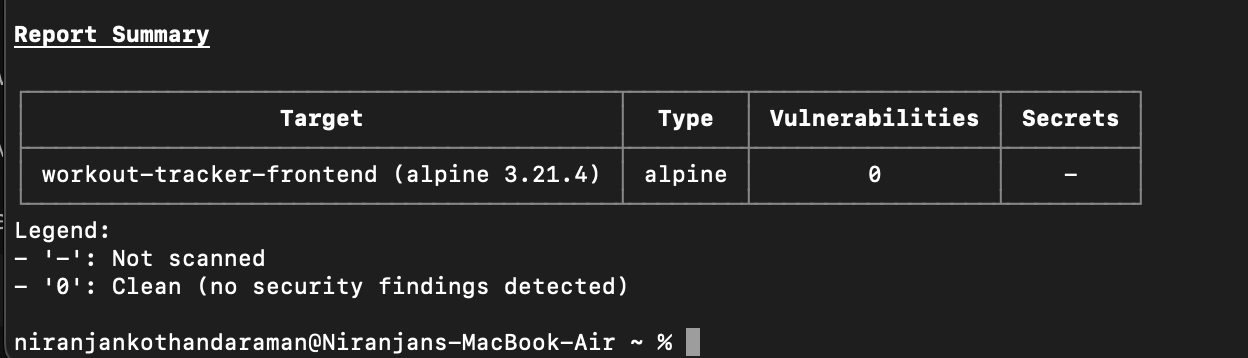 Report Summary
Target Type Vulnerabilities Secrets
workout-tracker-frontend (alpine 3.21.4) alpine 0 -
Legend:
- '-': Not scanned
- '0': Clean (no security findings detected)
niranjankothandaraman@Niranjans-MacBook-Air ~ %